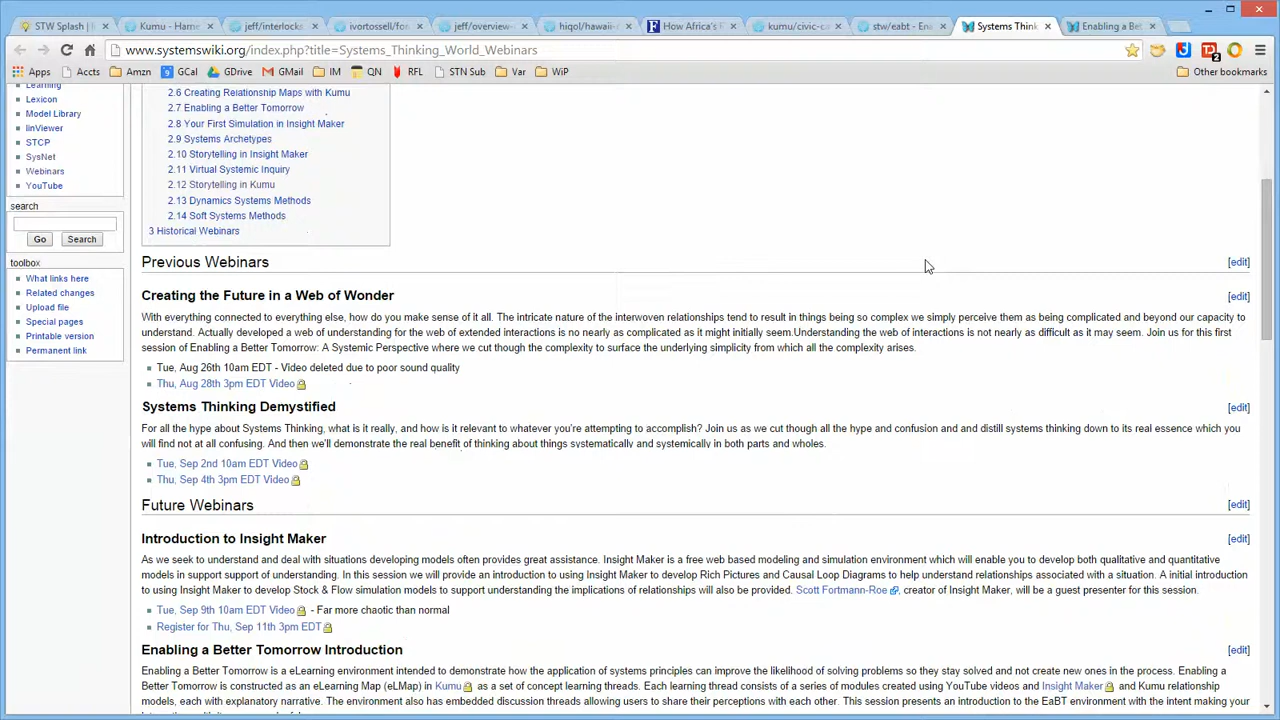 STW Splash |
Kumu - Harne
jeff/interlocks
ivortossell/fo
jeff/overview-
hiqol/hawaii-
How Africa's F
kumu/civic-ca
stw/eabt - Ena
Systems Think
Enabling a Bet
www.systemswiki.org/index.php?title=Systems_Thinking_World_Webinars
2
Apps
Accts
Amzn
9 GCal
GDrive
GMail
IM
QN
RFL
STN Sub
Var
WiP
Other bookmarks
Learning
Lexicon
Model Library
linViewer
STCP
SysNet
Webinars
YouTube
search
Go
Search
toolbox
What links here
Related changes
Upload file
Special pages
Printable version
Permanent link
2.6 Creating Relationship Maps with Kumu
2.7 Enabling a Better Tomorrow
2.8 Your First Simulation in Insight Maker
2.9 Systems Archetypes
2.10 Storytelling in Insight Maker
2.11 Virtual Systemic Inquiry
2.12 Storytelling in Kumu
2.13 Dynamics Systems Methods
2.14 Soft Systems Methods
3 Historical Webinars
Previous Webinars [edit]
Creating the Future in a Web of Wonder [edit]
With everything connected to everything else, how do you make sense of it all. The intricate nature of the interwoven relationships tend to result in things being so complex we simply perceive them as being complicated and beyond our capacity to
understand. Actually developed a web of understanding for the web of extended interactions is no nearly as complicated as it might initially seem.Understanding the web of interactions is not nearly as difficult as it may seem. Join us for this first
session of Enabling a Better Tomorrow: A Systemic Perspective where we cut though the complexity to surface the underlying simplicity from which all the complexity arises.
Tue, Aug 26th 10am EDT - Video deleted due to poor sound quality
Thu, Aug 28th 3pm EDT Video
Systems Thinking Demystified [edit]
For all the hype about Systems Thinking, what is it really, and how is it relevant to whatever you're attempting to accomplish? Join us as we cut though all the hype and confusion and and distill systems thinking down to its real essence which you
will find not at all confusing. And then we'll demonstrate the real benefit of thinking about things systematically and systemically in both parts and wholes.
Tue, Sep 2nd 10am EDT Video
Thu, Sep 4th 3pm EDT Video
Future Webinars [edit]
Introduction to Insight Maker [edit]
As we seek to understand and deal with situations developing models often provides great assistance. Insight Maker is a free web based modeling and simulation environment which will enable you to develop both qualitative and quantitative
models in support support of understanding. In this session we will provide an introduction to using Insight Maker to develop Rich Pictures and Causal Loop Diagrams to help understand relationships associated with a situation. A initial introduction
to using Insight Maker to develop Stock & Flow simulation models to support understanding the implications of relationships will also be provided. Scott Fortmann-Roe, creator of Insight Maker, will be a guest presenter for this session.
Tue, Sep 9th 10am EDT Video - Far more chaotic than normal
Register for Thu, Sep 11th 3pm EDT
Enabling a Better Tomorrow Introduction [edit]
Enabling a Better Tomorrow is a eLearning environment intended to demonstrate how the application of systems principles can improve the likelihood of solving problems so they stay solved and not create new ones in the process. Enabling a
Better Tomorrow is constructed as an eLearning Map (eLMap) in Kumu as a set of concept learning threads. Each learning thread consists of a series of modules created using YouTube videos and Insight Maker and Kumu relationship
models, each with explanatory narrative. The environment also has embedded discussion threads allowing users to share their perceptions with each other. This session presents an introduction to the EaBT environment with the intent making your